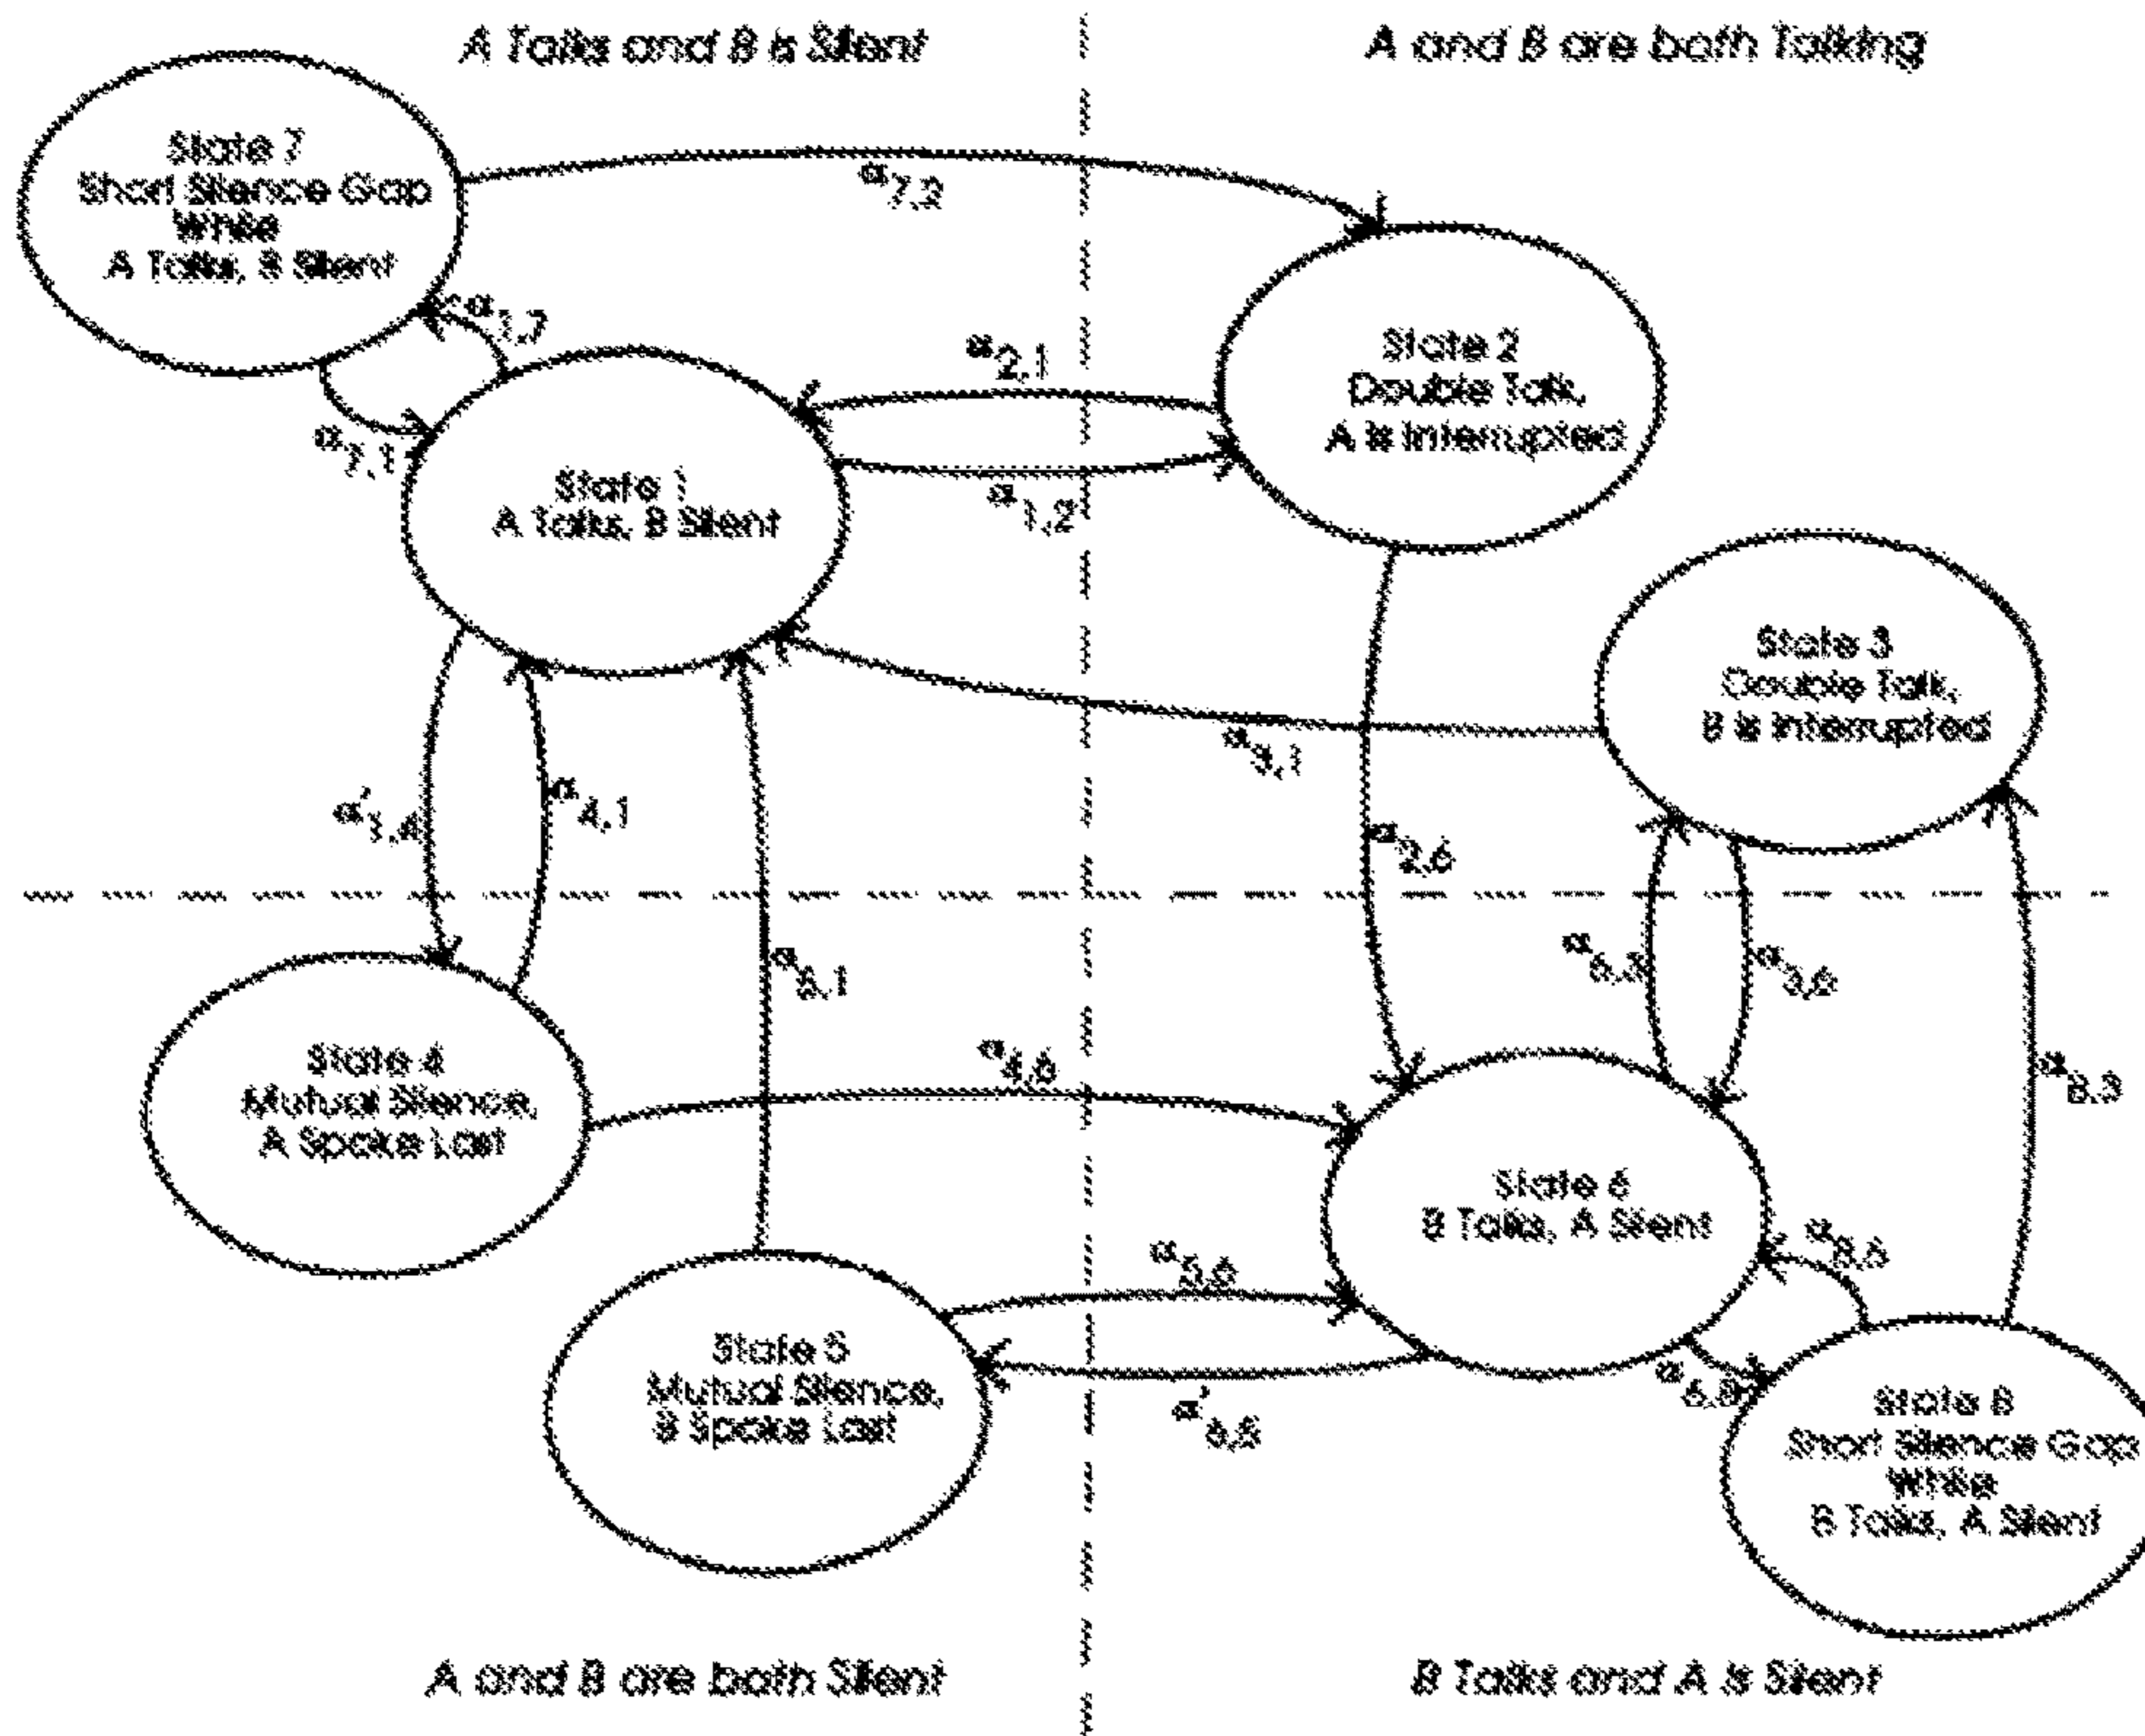 A Talks and B is Silent
A and B are both Talking
State 7
Short Silence Gap
While
A Talks, B Silent
α7,2
α1,7
α7,1
State 1
A Talks, B Silent
α2,1
α1,2
State 2
Double Talk,
A is Interrupted
State 3
Double Talk,
B is Interrupted
α3,1
α'1,4
α4,1
α2,6
α5,1
α6,3
α3,6
α8,3
State 4
Mutual Silence,
A Spoke Last
α4,6
State 6
B Talks, A Silent
α8,6
α5,6
State 5
Mutual Silence,
B Spoke Last
α'6,5
α6,8
State 8
Short Silence Gap
While
B Talks, A Silent
A and B are both Silent
B Talks and A is Silent